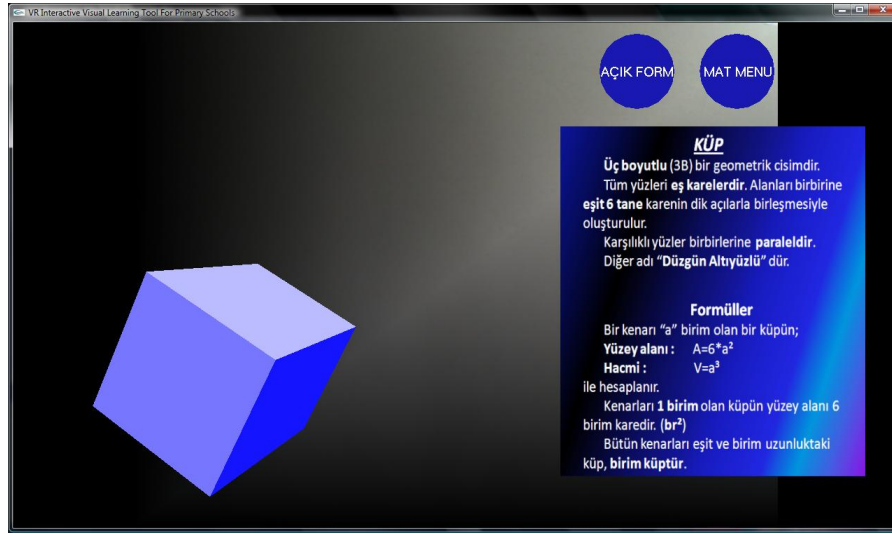 VR Interactive Visual Learning Tool For Primary Schools
AÇIK FORM
MAT MENU
KÜP
Üç boyutlu (3B) bir geometrik cisimdir.
Tüm yüzleri eş karelerdir. Alanları birbirine
eşit 6 tane karenin dik açılarla birleşmesiyle
oluşturulur.
Karşılıklı yüzler birbirlerine paraleldir.
Diğer adı “Düzgün Altıyüzlü” dür.
Formüller
Bir kenarı “a” birim olan bir küpün;
Yüzey alanı : A=6*a²
Hacmi : V=a³
ile hesaplanır.
Kenarları 1 birim olan küpün yüzey alanı 6
birim karedir. (br²)
Bütün kenarları eşit ve birim uzunluktaki
küp, birim küptür.